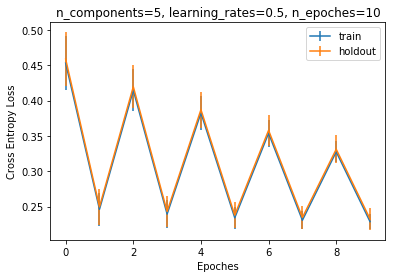 n_components=5, learning_rates=0.5, n_epoches=10
train
holdout
Cross Entropy Loss
0.50
0.45
0.40
0.35
0.30
0.25
0 2 4 6 8
Epoches